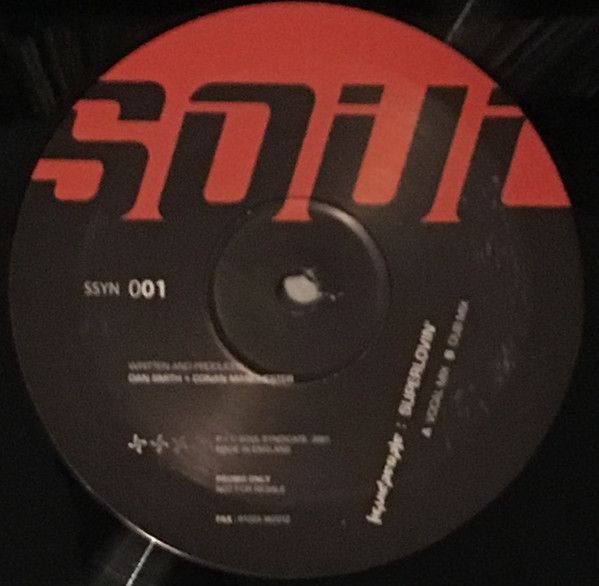 SOUL
SSYN 001
WRITTEN AND PRODUCED
DAN SMITH + CONAN MANCHESTER
P + C SOUL SYNDICATE 2001
MADE IN ENGLAND
PROMO ONLY
NOT FOR RESALE
FAX :
: SUPERLOVIN'
A VOCAL MIX B DUB MIX